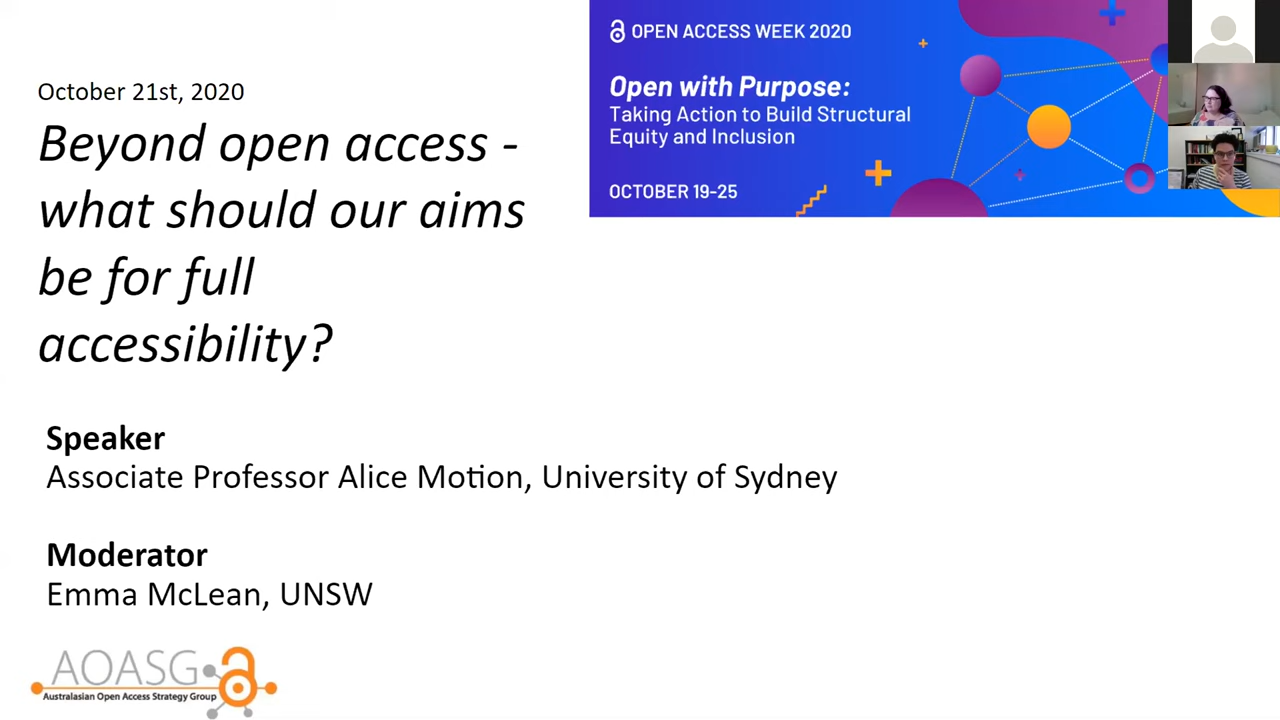 October 21st, 2020
Beyond open access -
what should our aims
be for full
accessibility?
OPEN ACCESS WEEK 2020
Open with Purpose:
Taking Action to Build Structural
Equity and Inclusion
OCTOBER 19-25
Speaker
Associate Professor Alice Motion, University of Sydney
Moderator
Emma McLean, UNSW
AOASG
Australasian Open Access Strategy Group